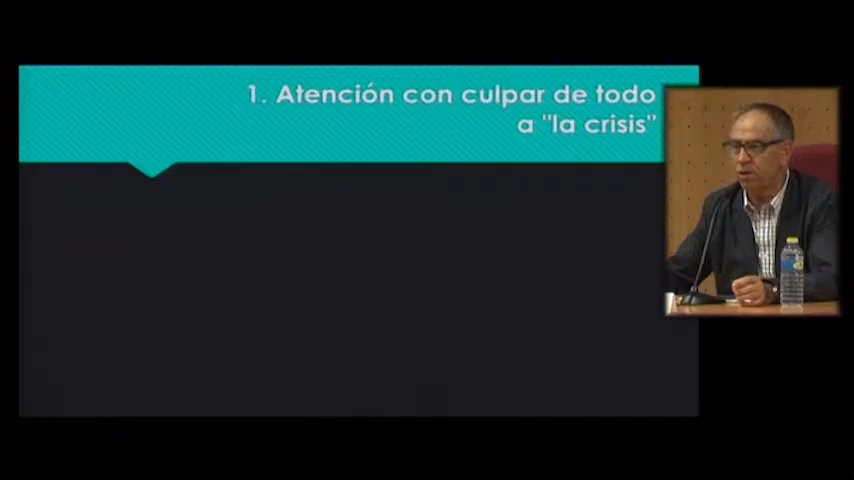 1. Atención con culpar de todo
a "la crisis"